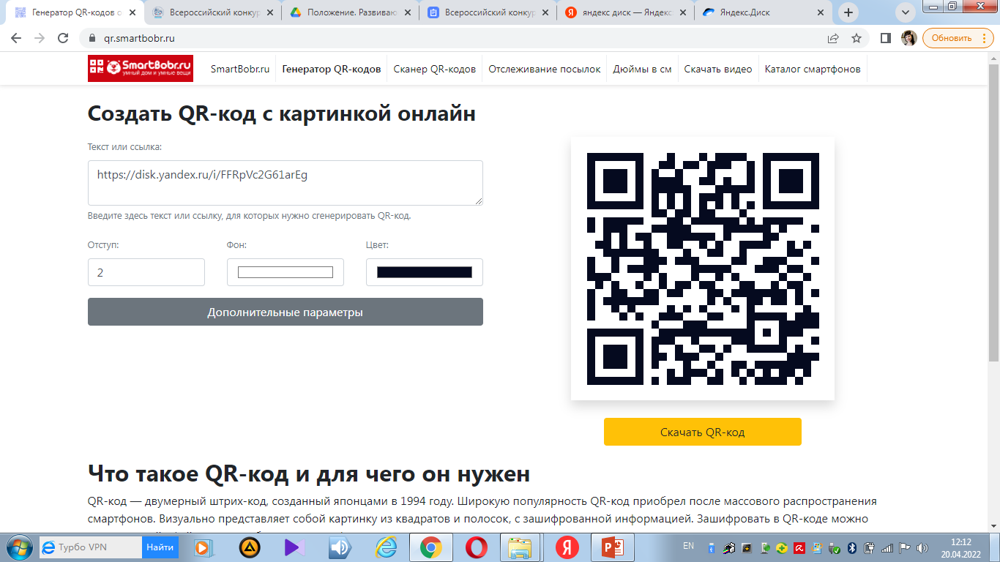 Генератор QR-кодов о
Всероссийский конкур
Положение. Развиваю
Всероссийский конкур
яндекс диск — Яндекс
Яндекс.Диск
qr.smartbobr.ru
Обновить
SmartBobr.ru
умный дом и умные вещи
SmartBobr.ru
Генератор QR-кодов
Сканер QR-кодов
Отслеживание посылок
Дюймы в см
Скачать видео
Каталог смартфонов
Создать QR-код с картинкой онлайн
Текст или ссылка:
https://disk.yandex.ru/i/FFRpVc2G61arEg
Введите здесь текст или ссылку, для которых нужно сгенерировать QR-код.
Отступ:
Фон:
Цвет:
2
Дополнительные параметры
Скачать QR-код
Что такое QR-код и для чего он нужен
QR-код — двумерный штрих-код, созданный японцами в 1994 году. Широкую популярность QR-код приобрел после массового распространения
смартфонов. Визуально представляет собой картинку из квадратов и полосок, с зашифрованной информацией. Зашифровать в QR-коде можно
Турбо VPN
Найти
EN
12:12
20.04.2022